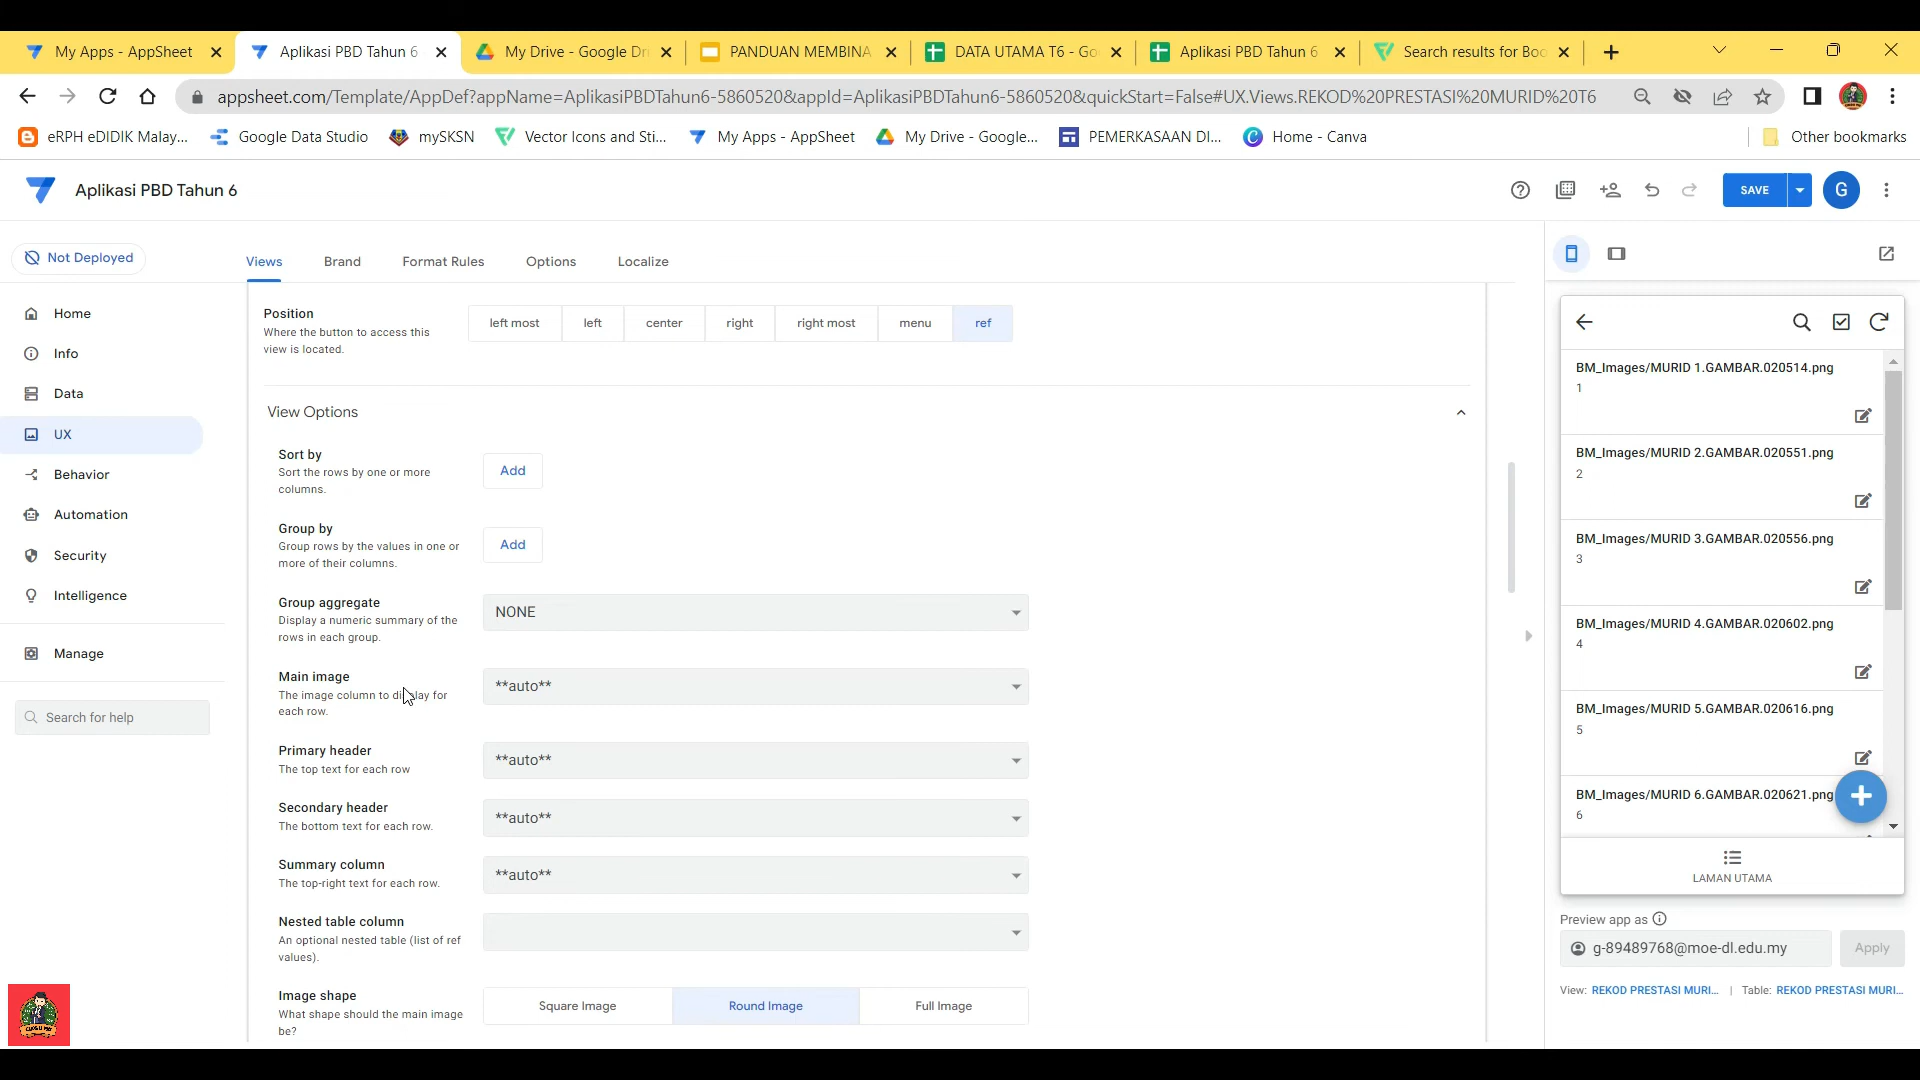 My Apps - AppSheet
Aplikasi PBD Tahun 6
My Drive - Google Dr
PANDUAN MEMBINA
DATA UTAMA T6 - Go
Aplikasi PBD Tahun 6
Search results for Boo
appsheet.com/Template/AppDef?appName=AplikasiPBDTahun6-5860520&appId=AplikasiPBDTahun6-5860520&quickStart=False#UX.Views.REKOD%20PRESTASI%20MURID%20T6
eRPH eDIDIK Malay...
Google Data Studio
mySKSN
Vector Icons and Sti...
My Apps - AppSheet
My Drive - Google...
PEMERKASAAN DI...
Home - Canva
Other bookmarks
Aplikasi PBD Tahun 6
SAVE
G
Not Deployed
Home
Info
Data
UX
Behavior
Automation
Security
Intelligence
Manage
Search for help
Views
Brand
Format Rules
Options
Localize
Position
Where the button to access this
view is located.
left most
left
center
right
right most
menu
ref
View Options
Sort by
Sort the rows by one or more
columns.
Add
Group by
Group rows by the values in one or
more of their columns.
Add
Group aggregate
Display a numeric summary of the
rows in each group.
NONE
Main image
The image column to display for
each row.
**auto**
Primary header
The top text for each row
**auto**
Secondary header
The bottom text for each row.
**auto**
Summary column
The top-right text for each row.
**auto**
Nested table column
An optional nested table (list of ref
values).
Image shape
What shape should the main image
be?
Square Image
Round Image
Full Image
BM_Images/MURID 1.GAMBAR.020514.png
1
BM_Images/MURID 2.GAMBAR.020551.png
2
BM_Images/MURID 3.GAMBAR.020556.png
3
BM_Images/MURID 4.GAMBAR.020602.png
4
BM_Images/MURID 5.GAMBAR.020616.png
5
BM_Images/MURID 6.GAMBAR.020621.png
6
LAMAN UTAMA
Preview app as
g-89489768@moe-dl.edu.my
Apply
View: REKOD PRESTASI MURI... | Table: REKOD PRESTASI MURI...